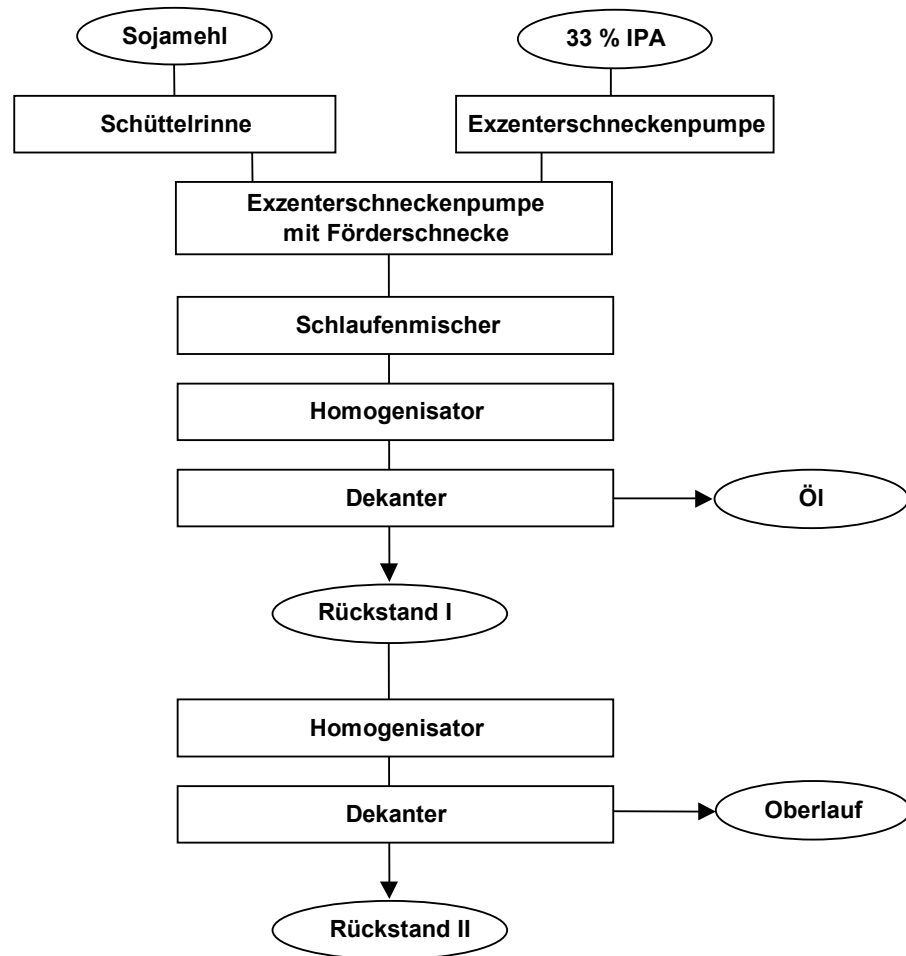 Sojamehl
33 % IPA
Schüttelrinne
Exzenterschneckenpumpe
Exzenterschneckenpumpe
mit Förderschnecke
Schlaufenmischer
Homogenisator
Dekanter
Öl
Rückstand I
Homogenisator
Dekanter
Oberlauf
Rückstand II